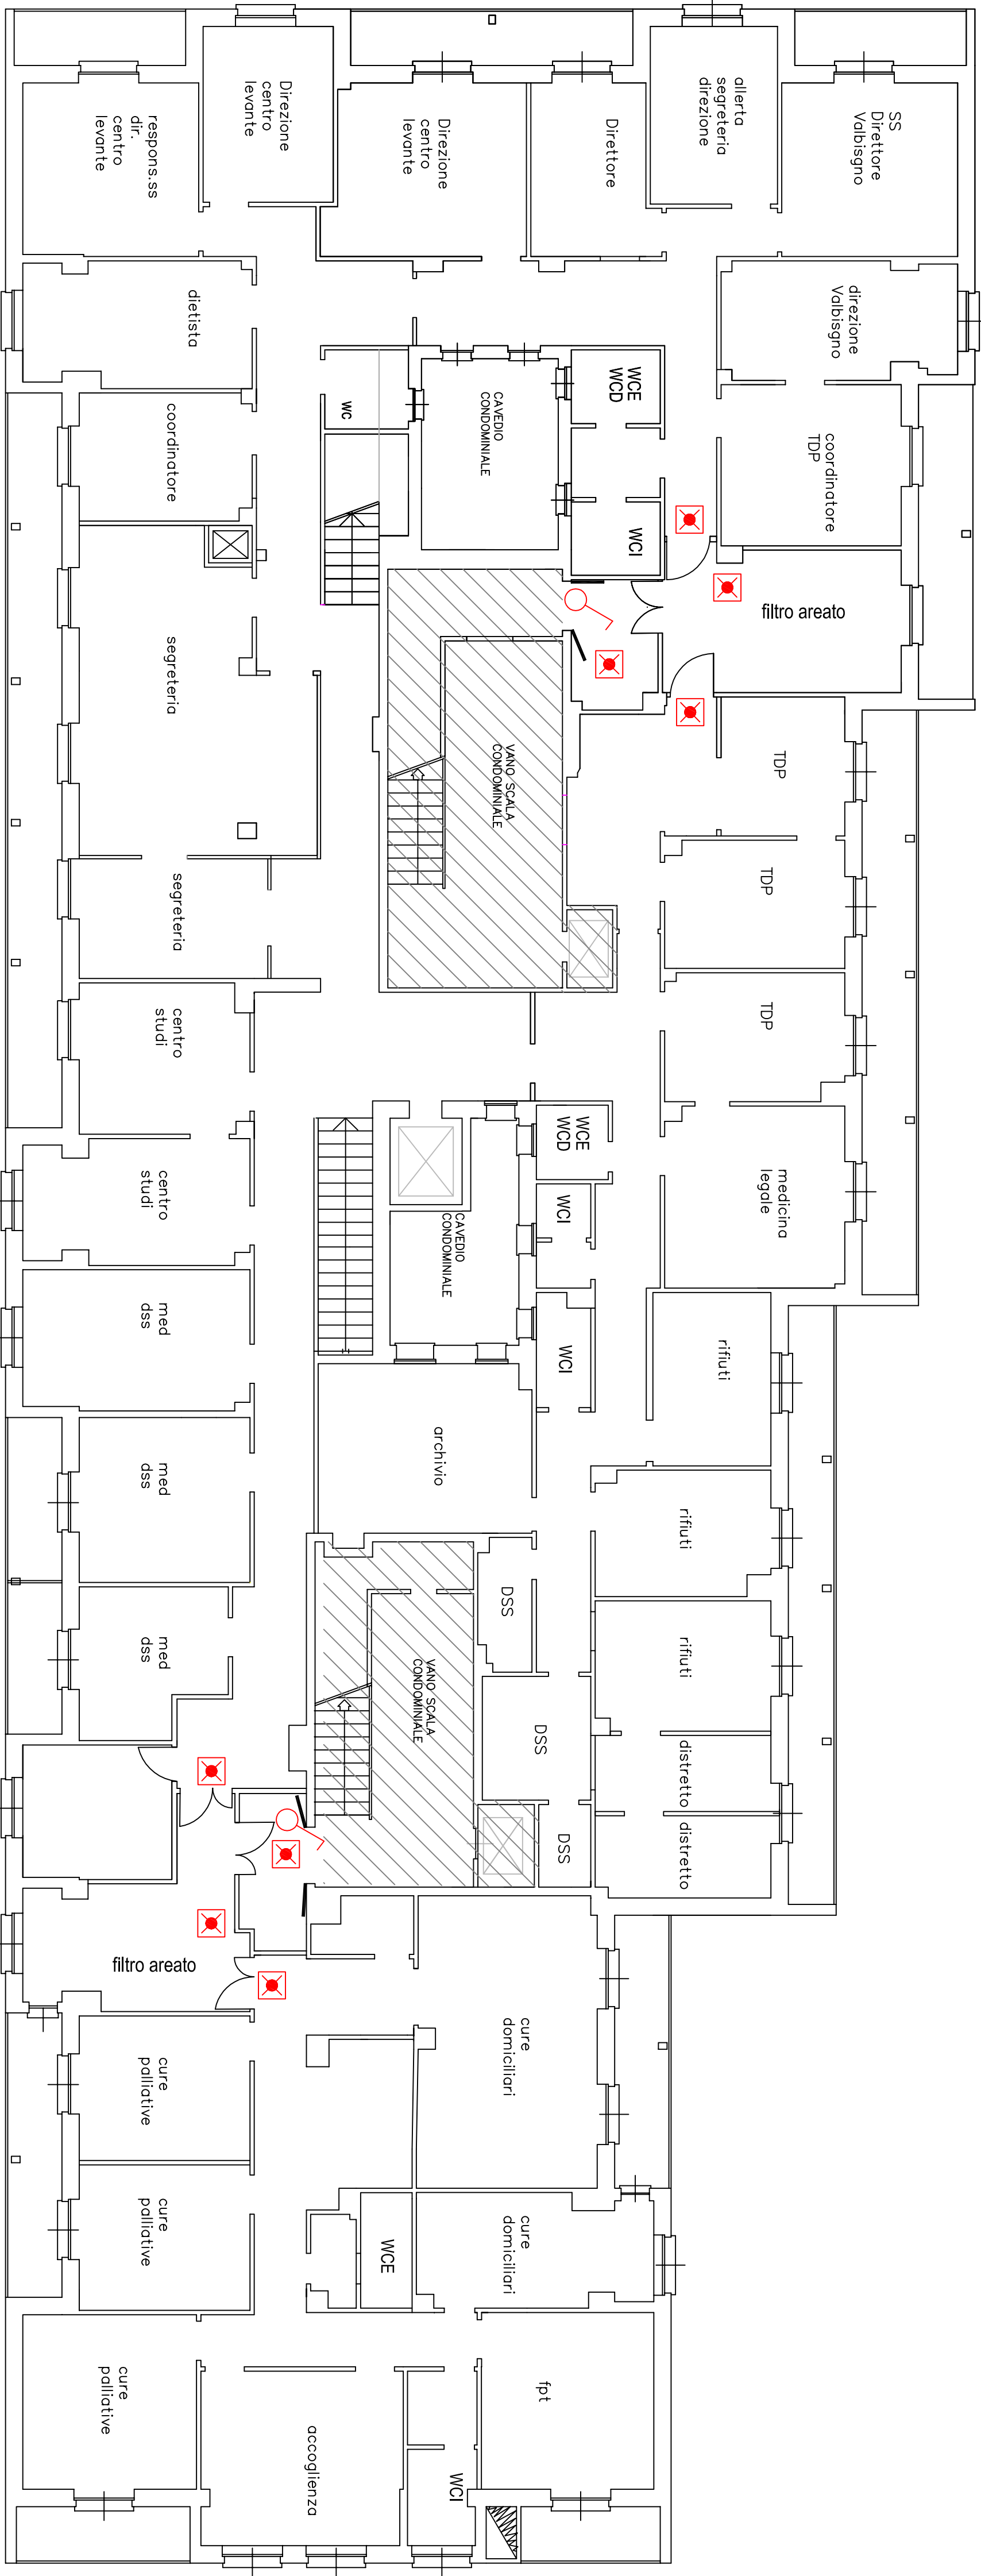 respons.ss
dir.
centro
levante
Direzione
centro
levante
Direzione
centro
levante
Direttore
allerta
segreteria
direzione
SS
Direttore
Valbisgno
dietista
direzione
Valbisgno
coordinatore
wc
CAVEDIO
CONDOMINIALE
WCE
WCD
coordinatore
TDP
WCI
filtro areato
segreteria
VANO SCALA
CONDOMINIALE
TDP
segreteria
TDP
centro
studi
TDP
centro
studi
WCE
WCD
WCI
medicina
legale
CAVEDIO
CONDOMINIALE
med
dss
WCI
rifiuti
med
dss
archivio
rifiuti
med
dss
VANO SCALA
CONDOMINIALE
DSS
rifiuti
DSS
distretto
DSS
distretto
filtro areato
cure
domiciliari
cure
palliative
cure
palliative
WCE
cure
domiciliari
cure
palliative
accoglienza
fpt
WCI